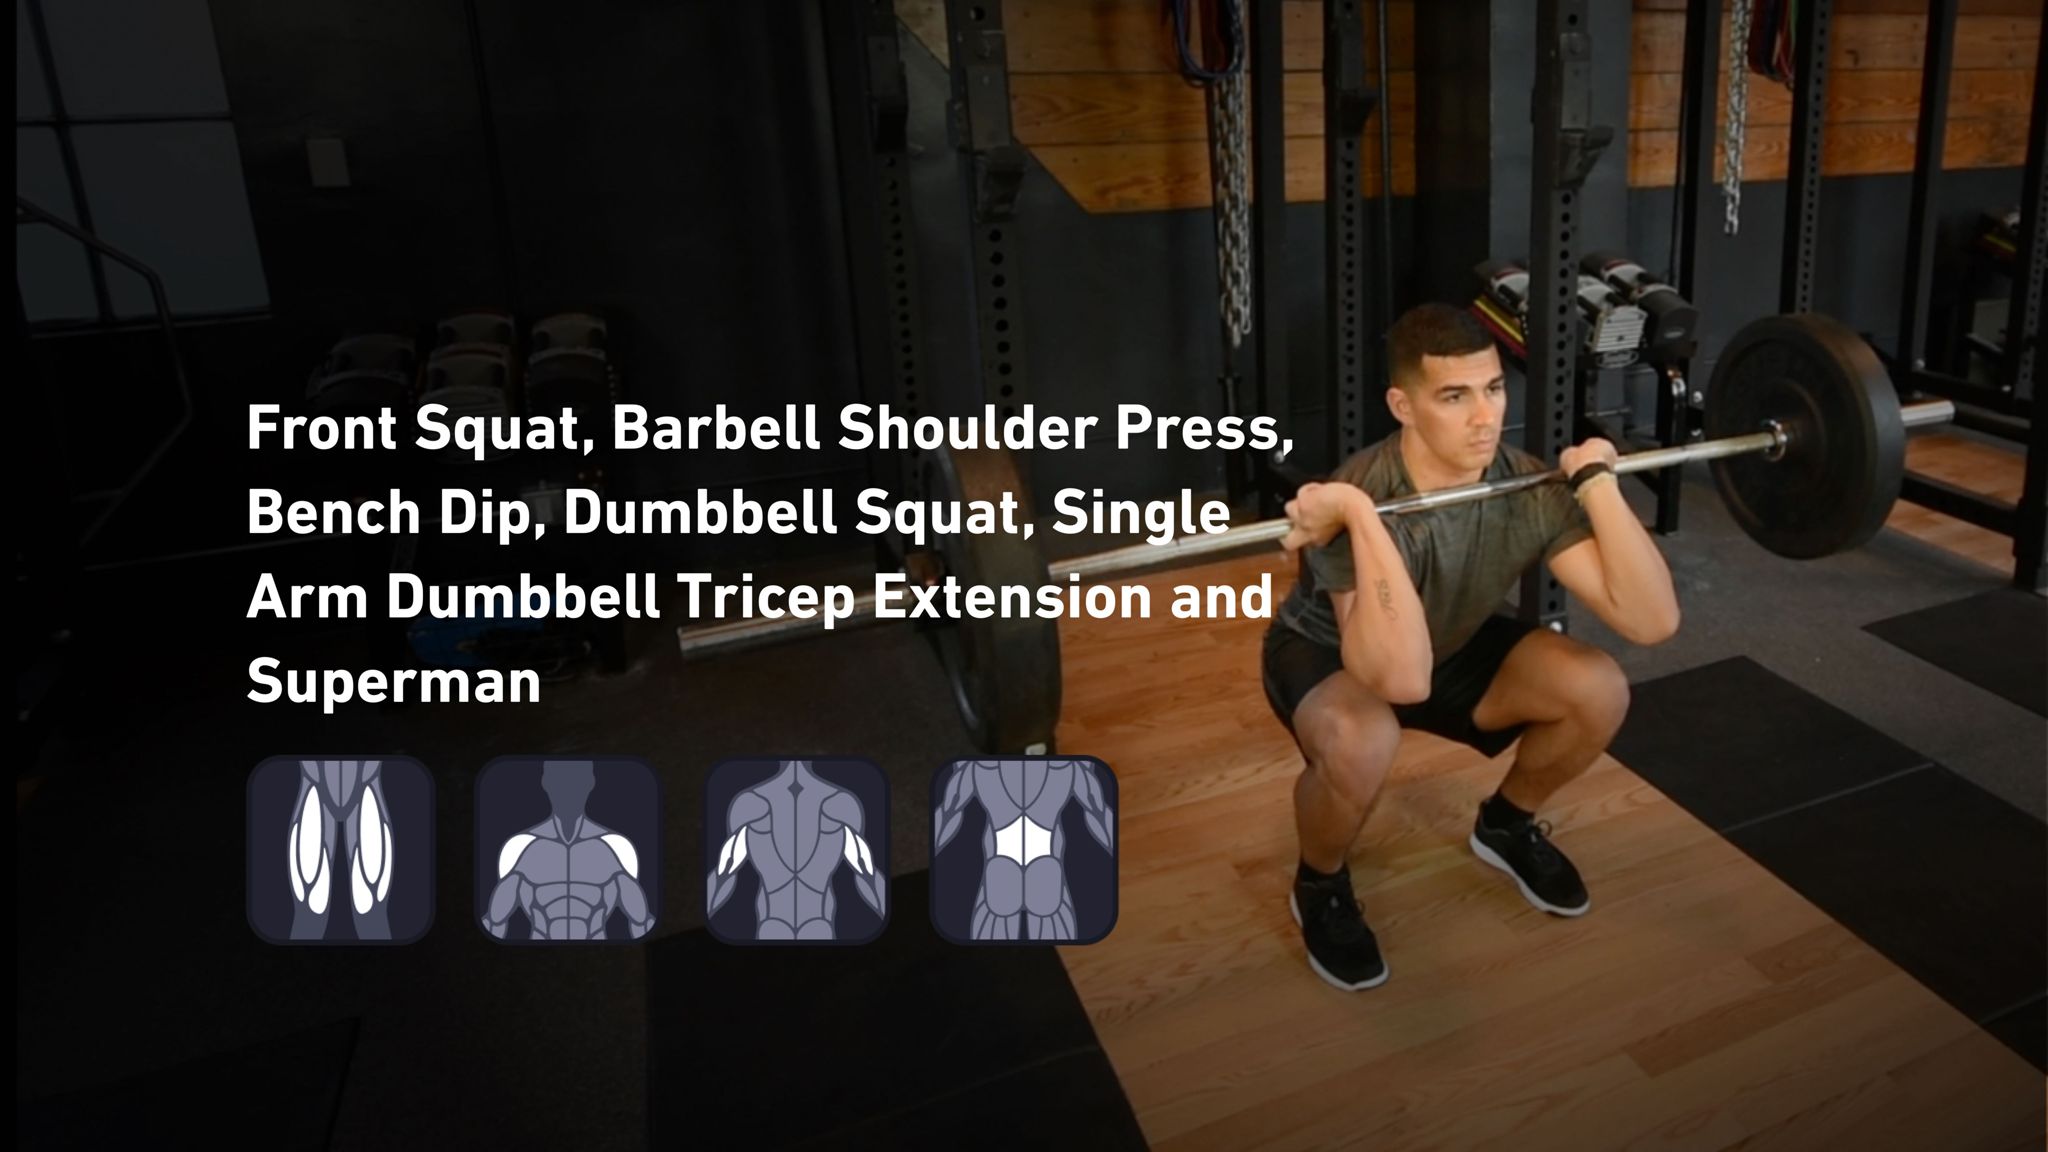 Front Squat, Barbell Shoulder Press,
Bench Dip, Dumbbell Squat, Single
Arm Dumbbell Tricep Extension and
Superman